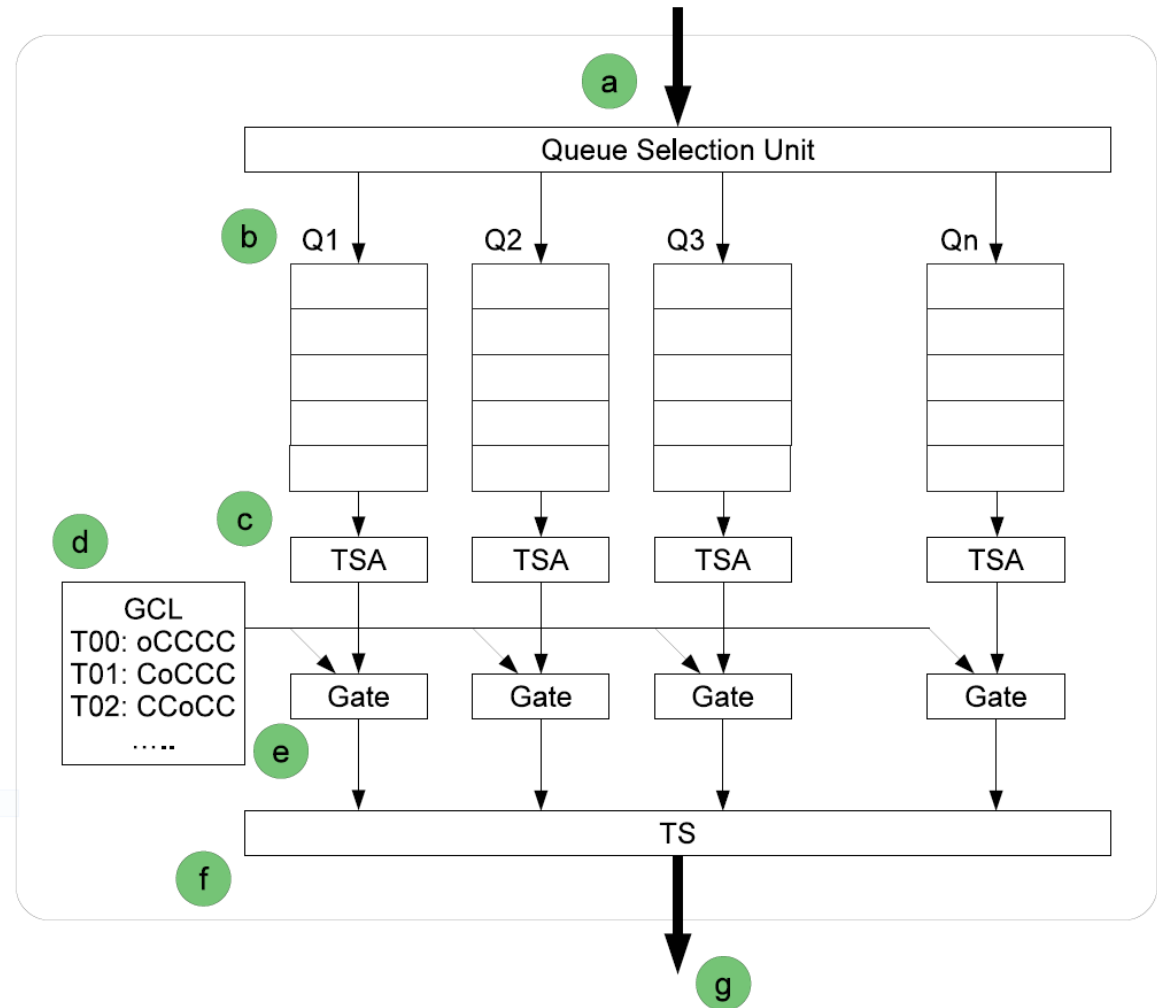 a
Queue Selection Unit
b
Q1
Q2
Q3
Qn
c
d
TSA
TSA
TSA
TSA
GCL
T00: oCCCC
T01: CoCCC
T02: CCoCC
.....
Gate
Gate
Gate
Gate
e
TS
f
g